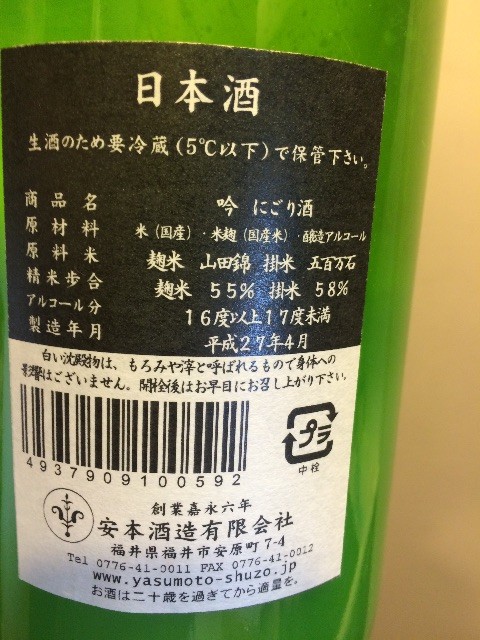 日本酒
生酒のため要冷蔵(5℃以下)で保管下さい。
商品名 吟 にごり酒
原材料 米(国産)・米麹(国産米)・醸造アルコール
原料米 麹米 山田錦 掛米 五百万石
精米歩合 麹米 55% 掛米 58%
アルコール分 16度以上17度未満
製造年月 平成27年4月
白い沈殿物は、もろみや滓と呼ばれるもので身体への
影響はございません。開栓後はお早目にお召し上がり下さい。
4937909100592
プラ
中栓
創業嘉永六年
安本酒造有限会社
福井県福井市安原町7-4
Tel 0776-41-0011 FAX 0776-41-0012
www.yasumoto-shuzo.jp
お酒は二十歳を過ぎてから適量を。